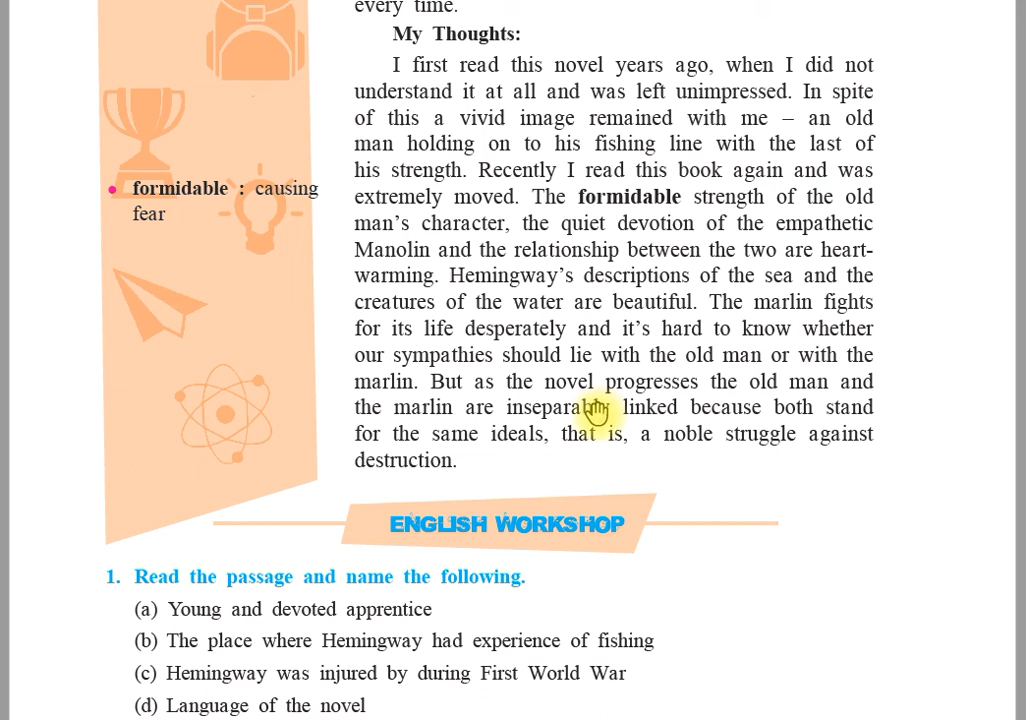 every time.
My Thoughts:
I first read this novel years ago, when I did not
understand it at all and was left unimpressed. In spite
of this a vivid image remained with me – an old
man holding on to his fishing line with the last of
his strength. Recently I read this book again and was
extremely moved. The formidable strength of the old
man's character, the quiet devotion of the empathetic
Manolin and the relationship between the two are heart-
warming. Hemingway's descriptions of the sea and the
creatures of the water are beautiful. The marlin fights
for its life desperately and it's hard to know whether
our sympathies should lie with the old man or with the
marlin. But as the novel progresses the old man and
the marlin are inseparably linked because both stand
for the same ideals, that is, a noble struggle against
destruction.
• formidable : causing
fear
ENGLISH WORKSHOP
1. Read the passage and name the following.
(a) Young and devoted apprentice
(b) The place where Hemingway had experience of fishing
(c) Hemingway was injured by during First World War
(d) Language of the novel